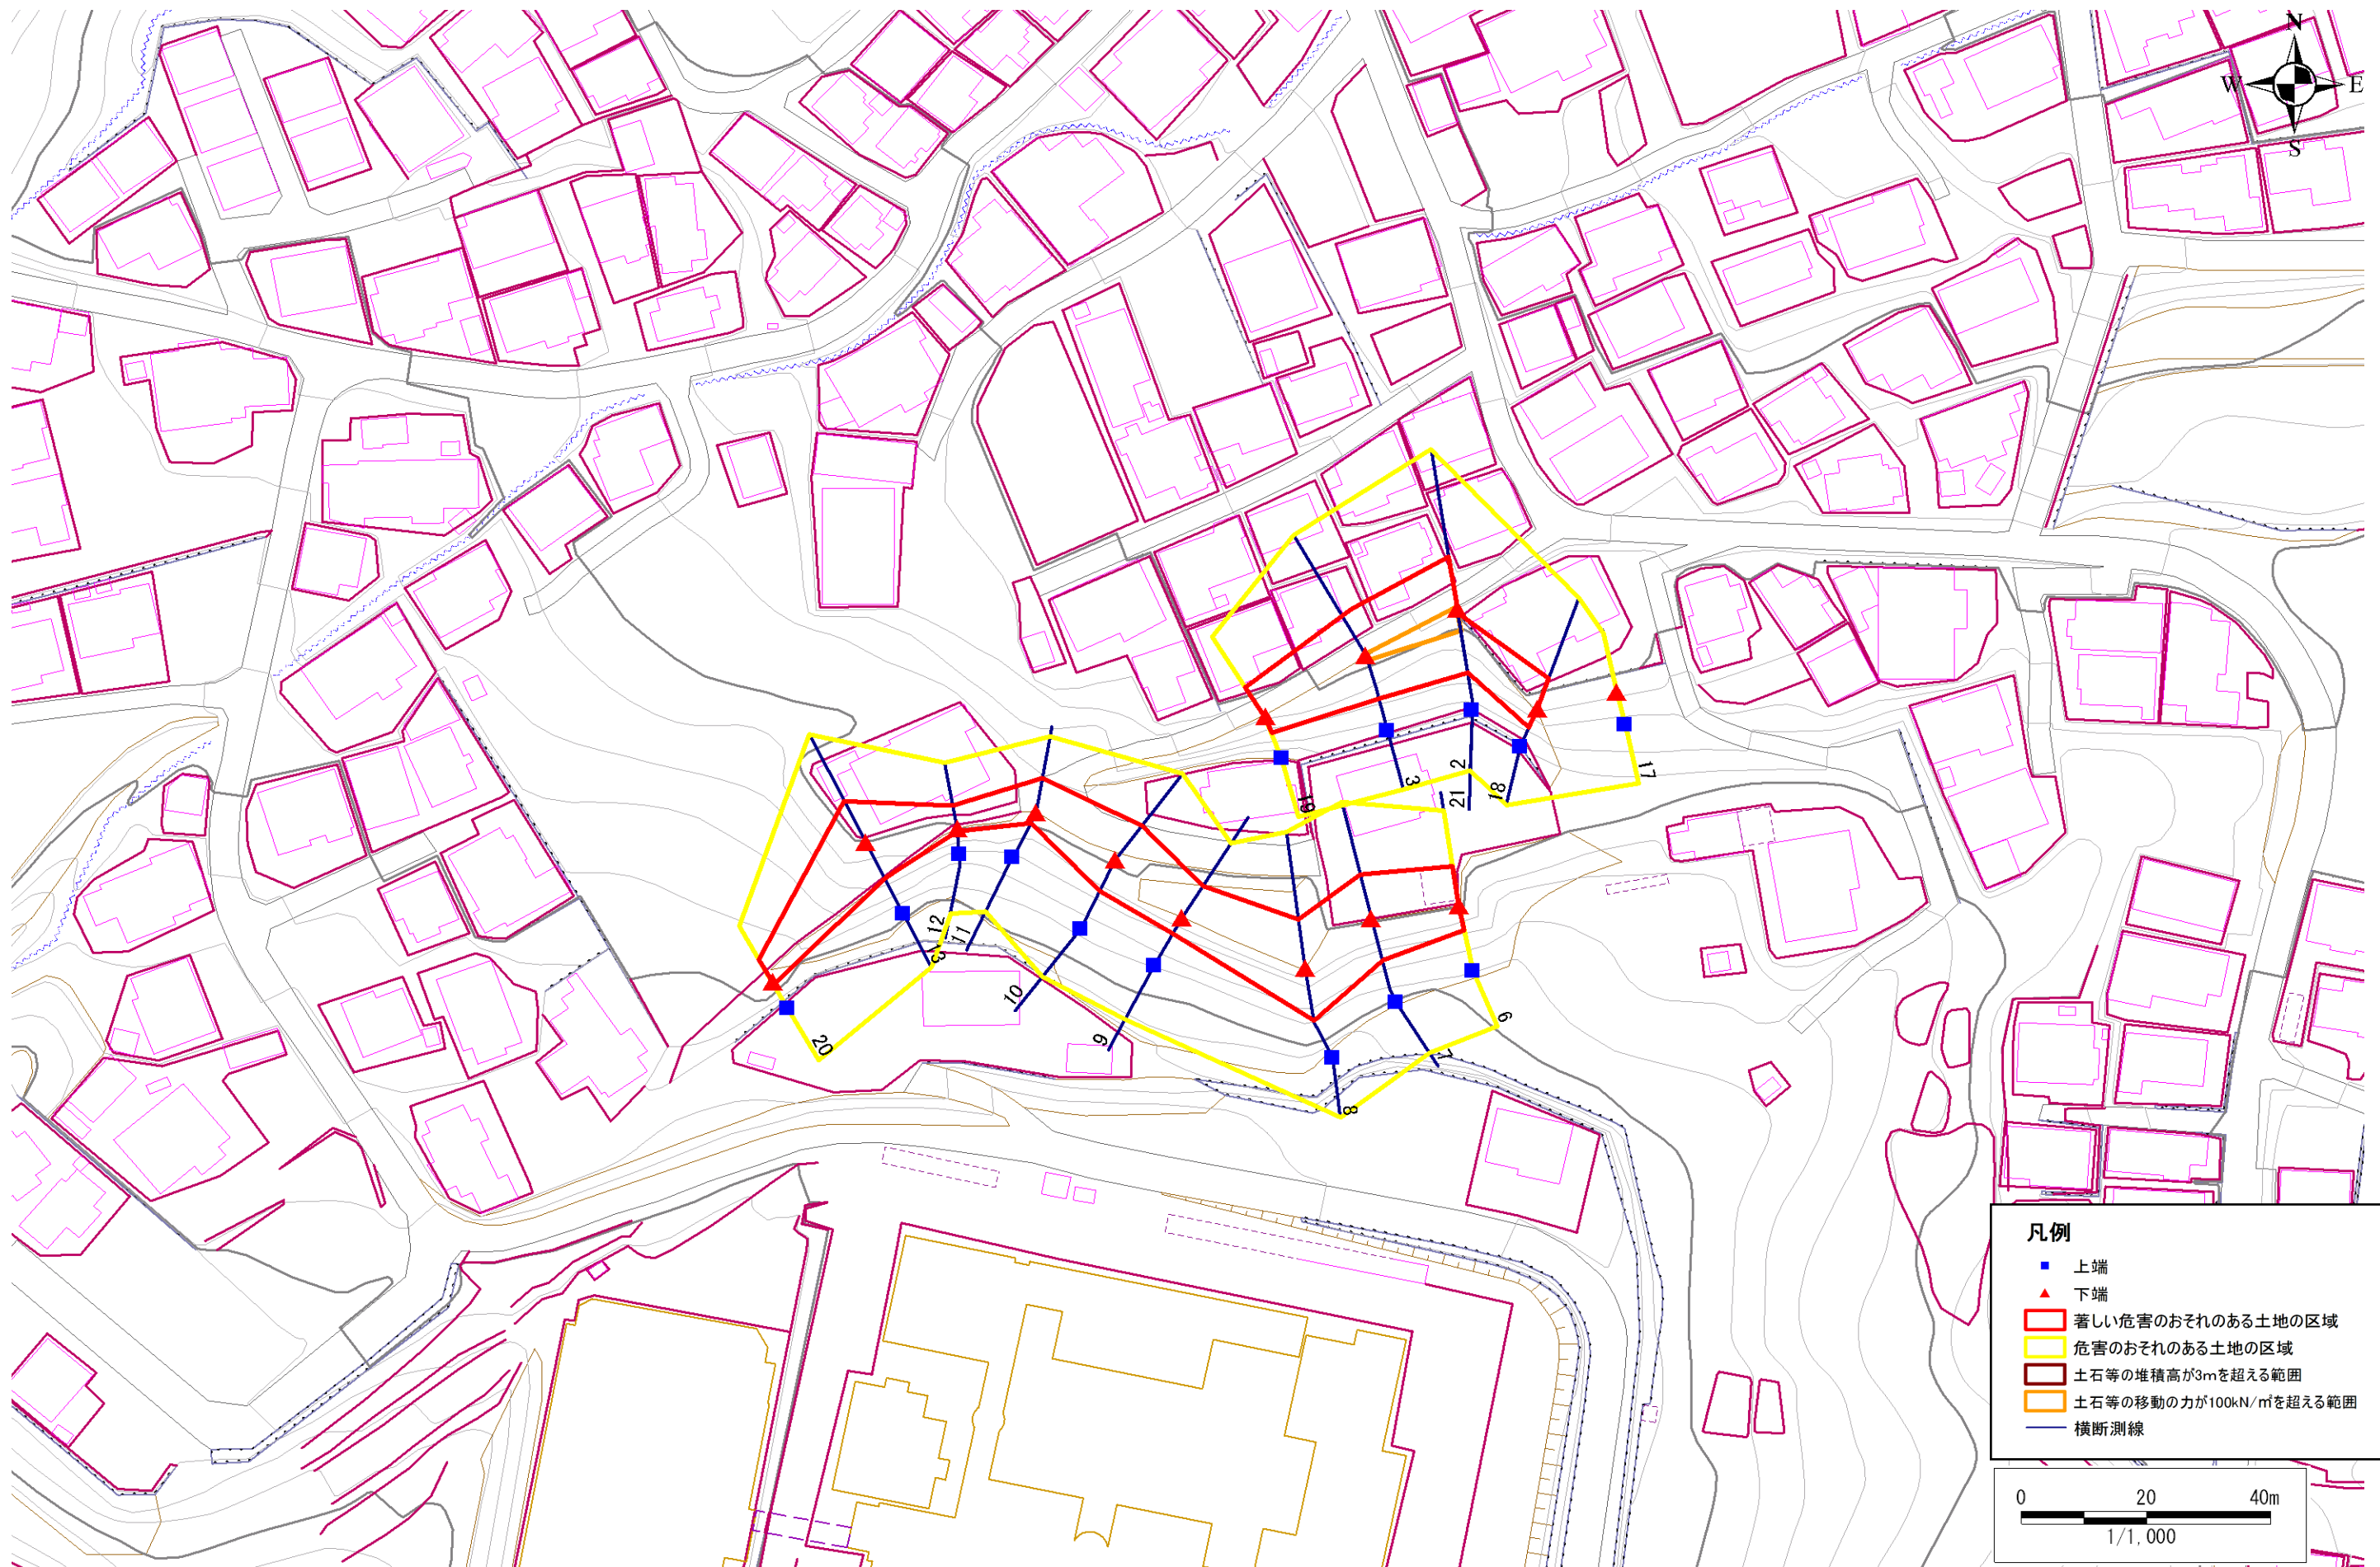 N
W E
S
2
3
21
18
17
19
12
11
13
10
9
20
6
7
8
凡例
上端
下端
著しい危害のおそれのある土地の区域
危害のおそれのある土地の区域
土石等の堆積高が3mを超える範囲
土石等の移動の力が100kN/㎡を超える範囲
横断測線
0 20 40m
1/1,000